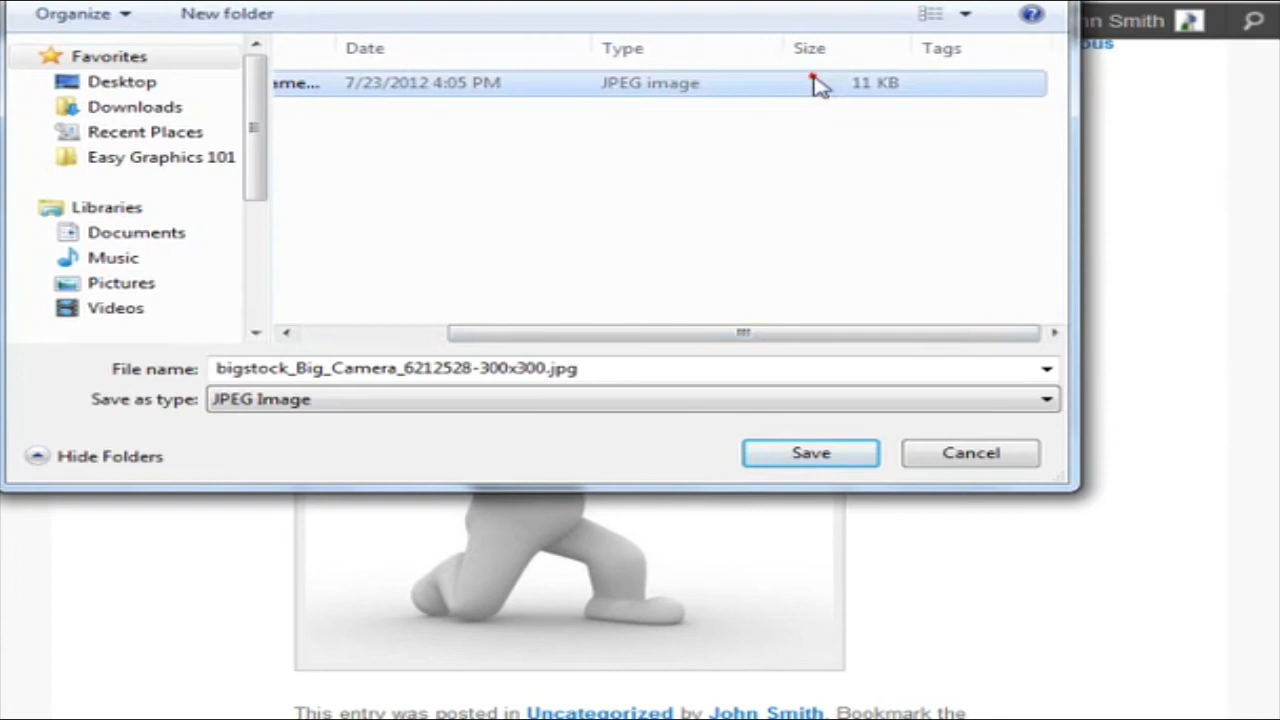 Organize New folder
hn Smith
ous
Favorites
Desktop
Downloads
Recent Places
Easy Graphics 101
Libraries
Documents
Music
Pictures
Videos
Date Type Size Tags
ame... 7/23/2012 4:05 PM JPEG image 11 KB
File name: bigstock_Big_Camera_6212528-300x300.jpg
Save as type: JPEG Image
Hide Folders Save Cancel
This entry was posted in Uncategorized by John Smith. Bookmark the